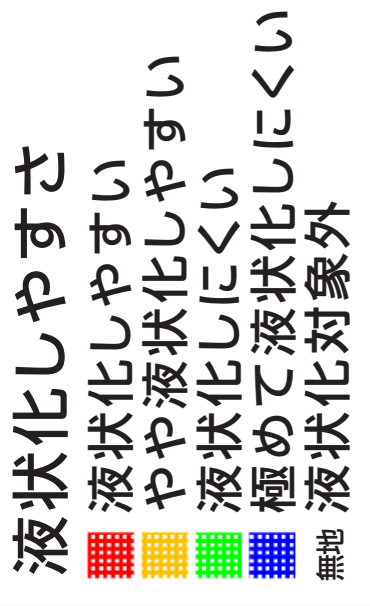 液状化しやすさ
液状化しやすい
やや液状化しやすい
液状化しにくい
極めて液状化しにくい
無地 液状化対象外